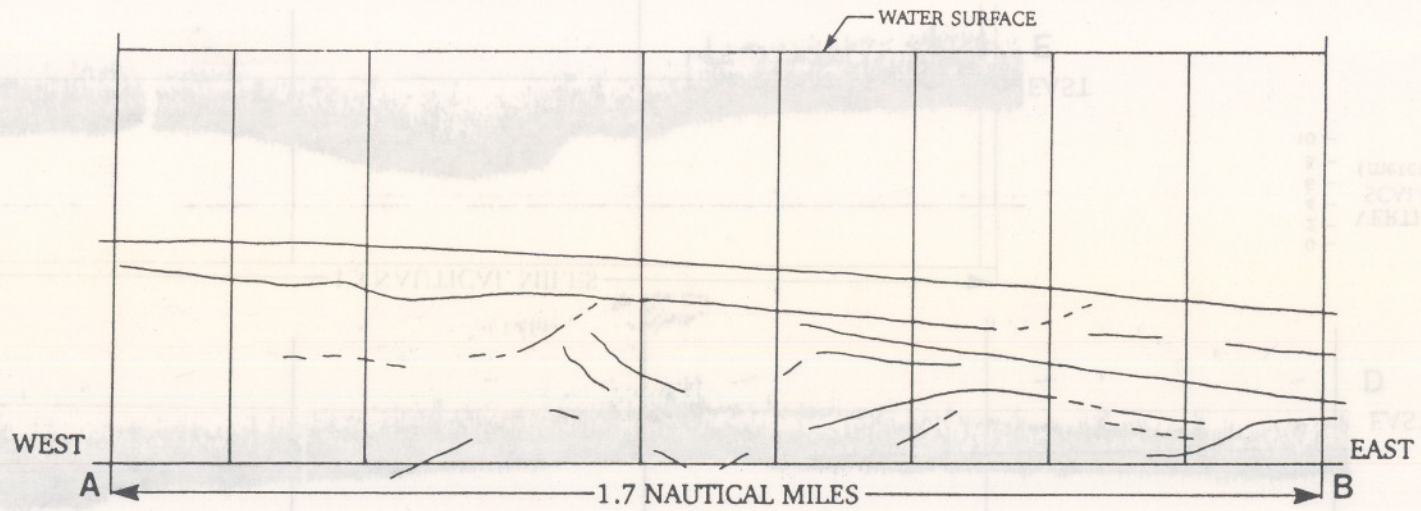 WATER SURFACE
WEST
EAST
A
1.7 NAUTICAL MILES
B